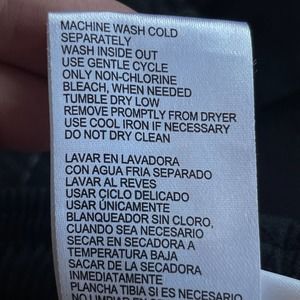 MACHINE WASH COLD
SEPARATELY
WASH INSIDE OUT
USE GENTLE CYCLE
ONLY NON-CHLORINE
BLEACH, WHEN NEEDED
TUMBLE DRY LOW
REMOVE PROMPTLY FROM DRYER
USE COOL IRON IF NECESSARY
DO NOT DRY CLEAN
LAVAR EN LAVADORA
CON AGUA FRIA SEPARADO
LAVAR AL REVES
USAR CICLO DELICADO
USAR ÚNICAMENTE
BLANQUEADOR SIN CLORO,
CUANDO SEA NECESARIO
SECAR EN SECADORA A
TEMPERATURA BAJA
SACAR DE LA SECADORA
INMEDIATAMENTE
PLANCHA TIBIA SI ES NECESARIO
NO LIMPIAR EN